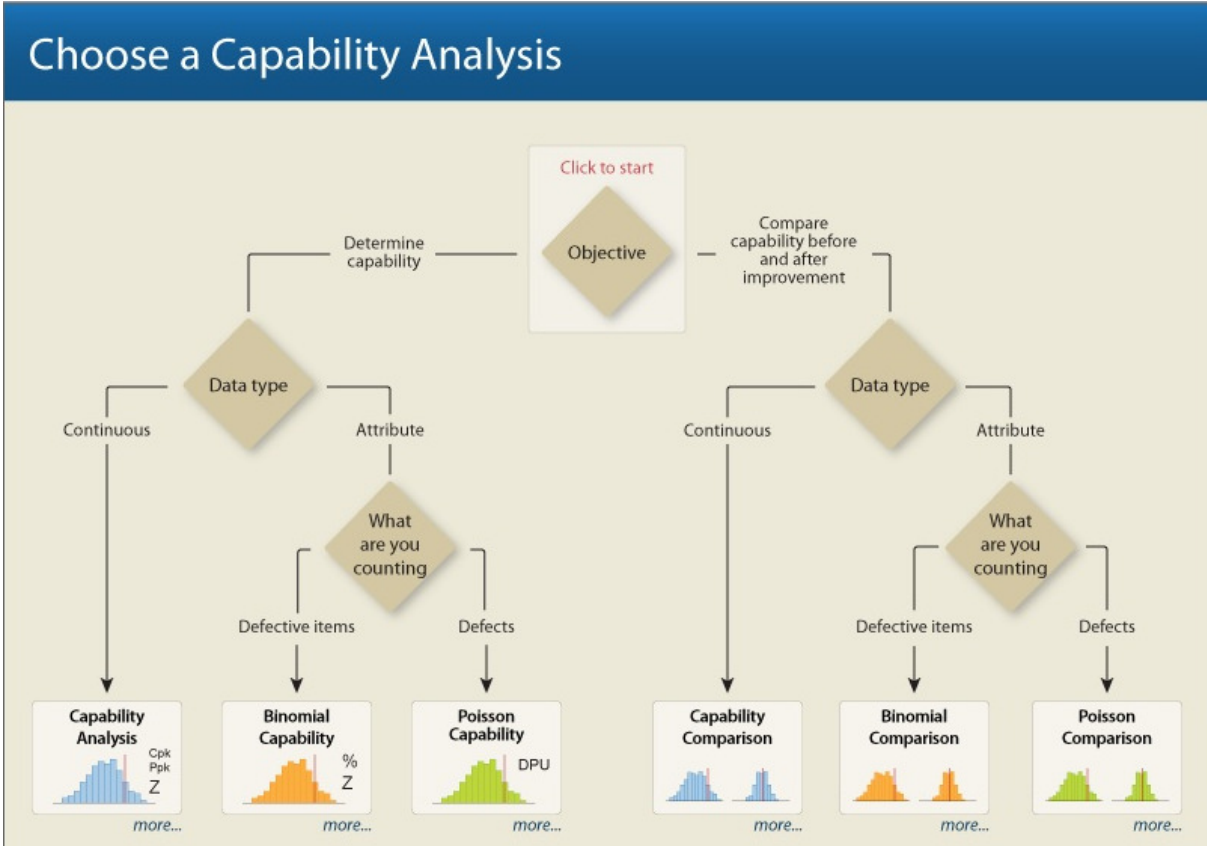 Choose a Capability Analysis
Click to start
Objective
Determine
capability
Compare
capability before
and after
improvement
Data type
Continuous
Attribute
What
are you
counting
Defective items
Defects
Data type
Continuous
Attribute
What
are you
counting
Defective items
Defects
Capability
Analysis
Cpk
Ppk
Z
more...
Binomial
Capability
%
Z
more...
Poisson
Capability
DPU
more...
Capability
Comparison
more...
Binomial
Comparison
more...
Poisson
Comparison
more...